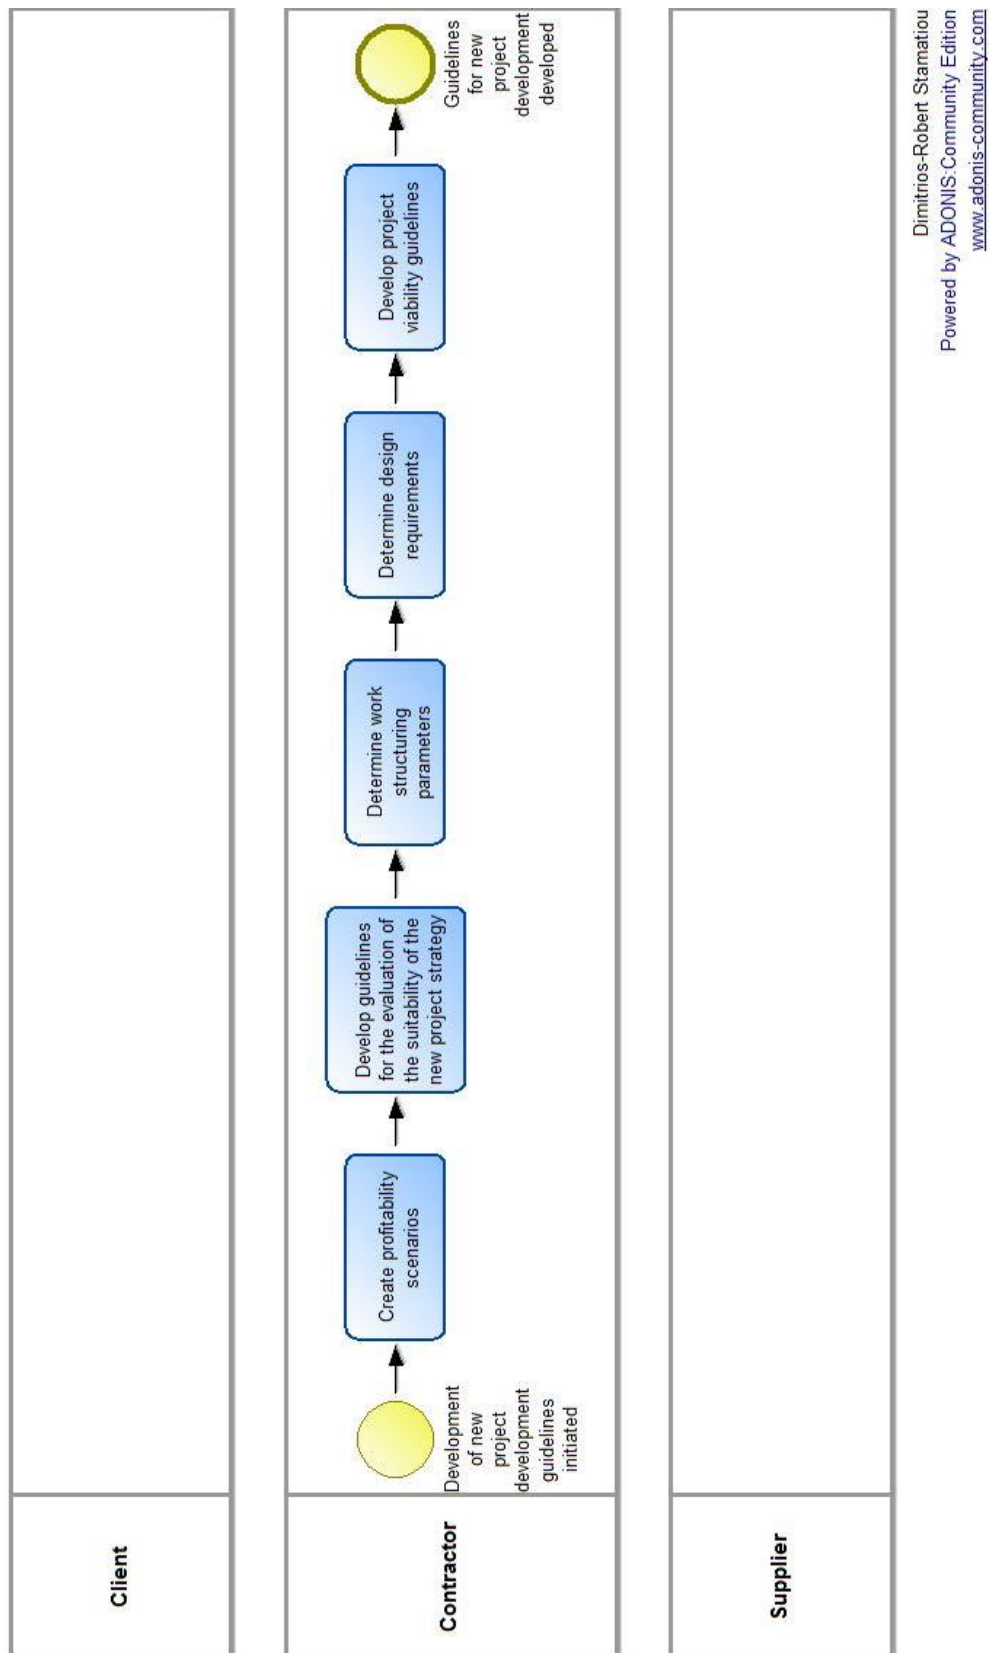 Client
Contractor
Development
of new
project
development
guidelines
initiated
Create profitability
scenarios
Develop guidelines
for the evaluation of
the suitability of the
new project strategy
Determine work
structuring
parameters
Determine design
requirements
Develop project
viability guidelines
Guidelines
for new
project
development
developed
Supplier
Dimitrios-Robert Stamatiou
Powered by ADONIS:Community Edition
www.adonis-community.com